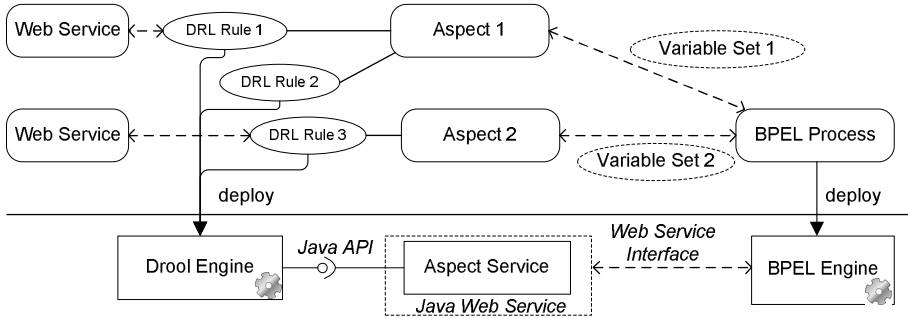 Web Service
DRL Rule 1
Aspect 1
Variable Set 1
DRL Rule 2
Web Service
DRL Rule 3
Aspect 2
BPEL Process
Variable Set 2
deploy
deploy
Java API
Web Service
Interface
Drool Engine
Aspect Service
BPEL Engine
Java Web Service